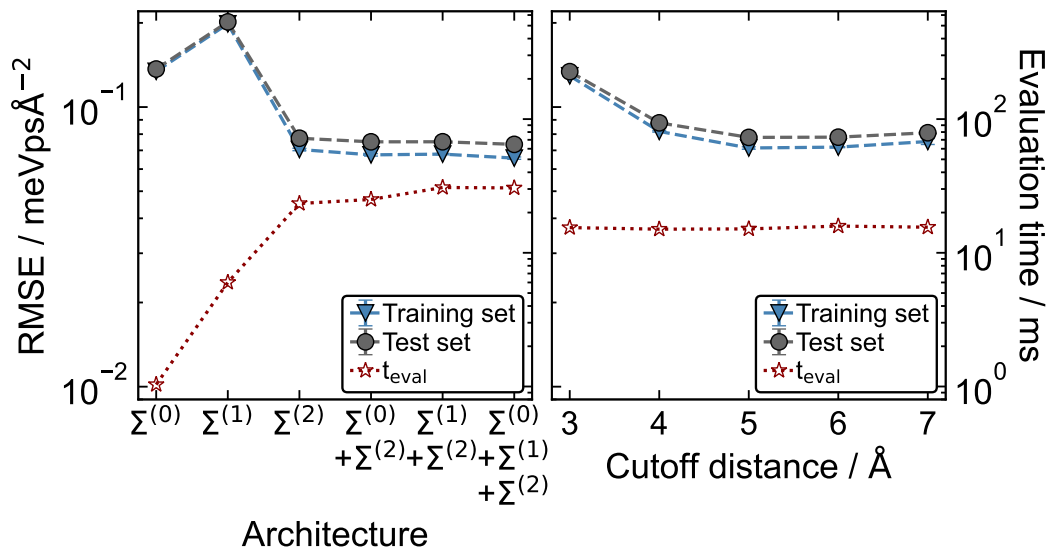 RMSE / meVpsÅ⁻²
10⁻¹
10⁻²
Training set
Test set
t_eval
Σ⁽⁰⁾ Σ⁽¹⁾ Σ⁽²⁾ Σ⁽⁰⁾ Σ⁽¹⁾ Σ⁽⁰⁾
+Σ⁽²⁾+Σ⁽²⁾+Σ⁽¹⁾
+Σ⁽²⁾
Architecture
Training set
Test set
t_eval
3 4 5 6 7
Cutoff distance / Å
10²
10¹
10⁰
Evaluation time / ms